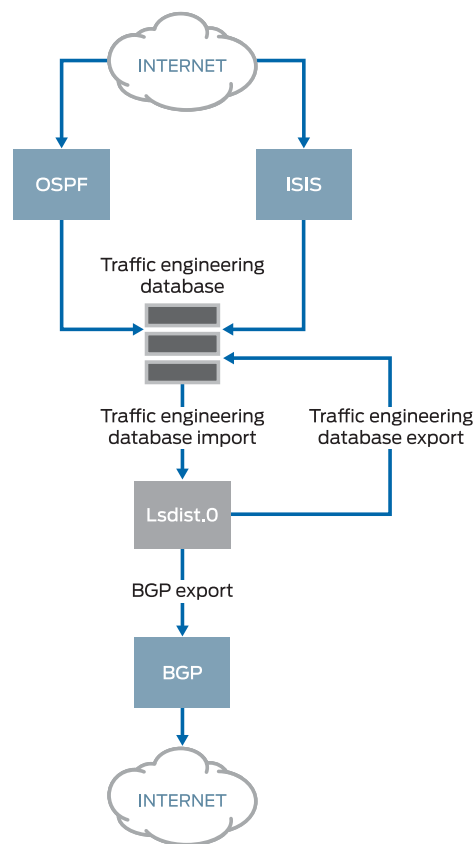 INTERNET
OSPF
ISIS
Traffic engineering
database
Traffic engineering
database import
Traffic engineering
database export
Lsdist.0
BGP export
BGP
INTERNET